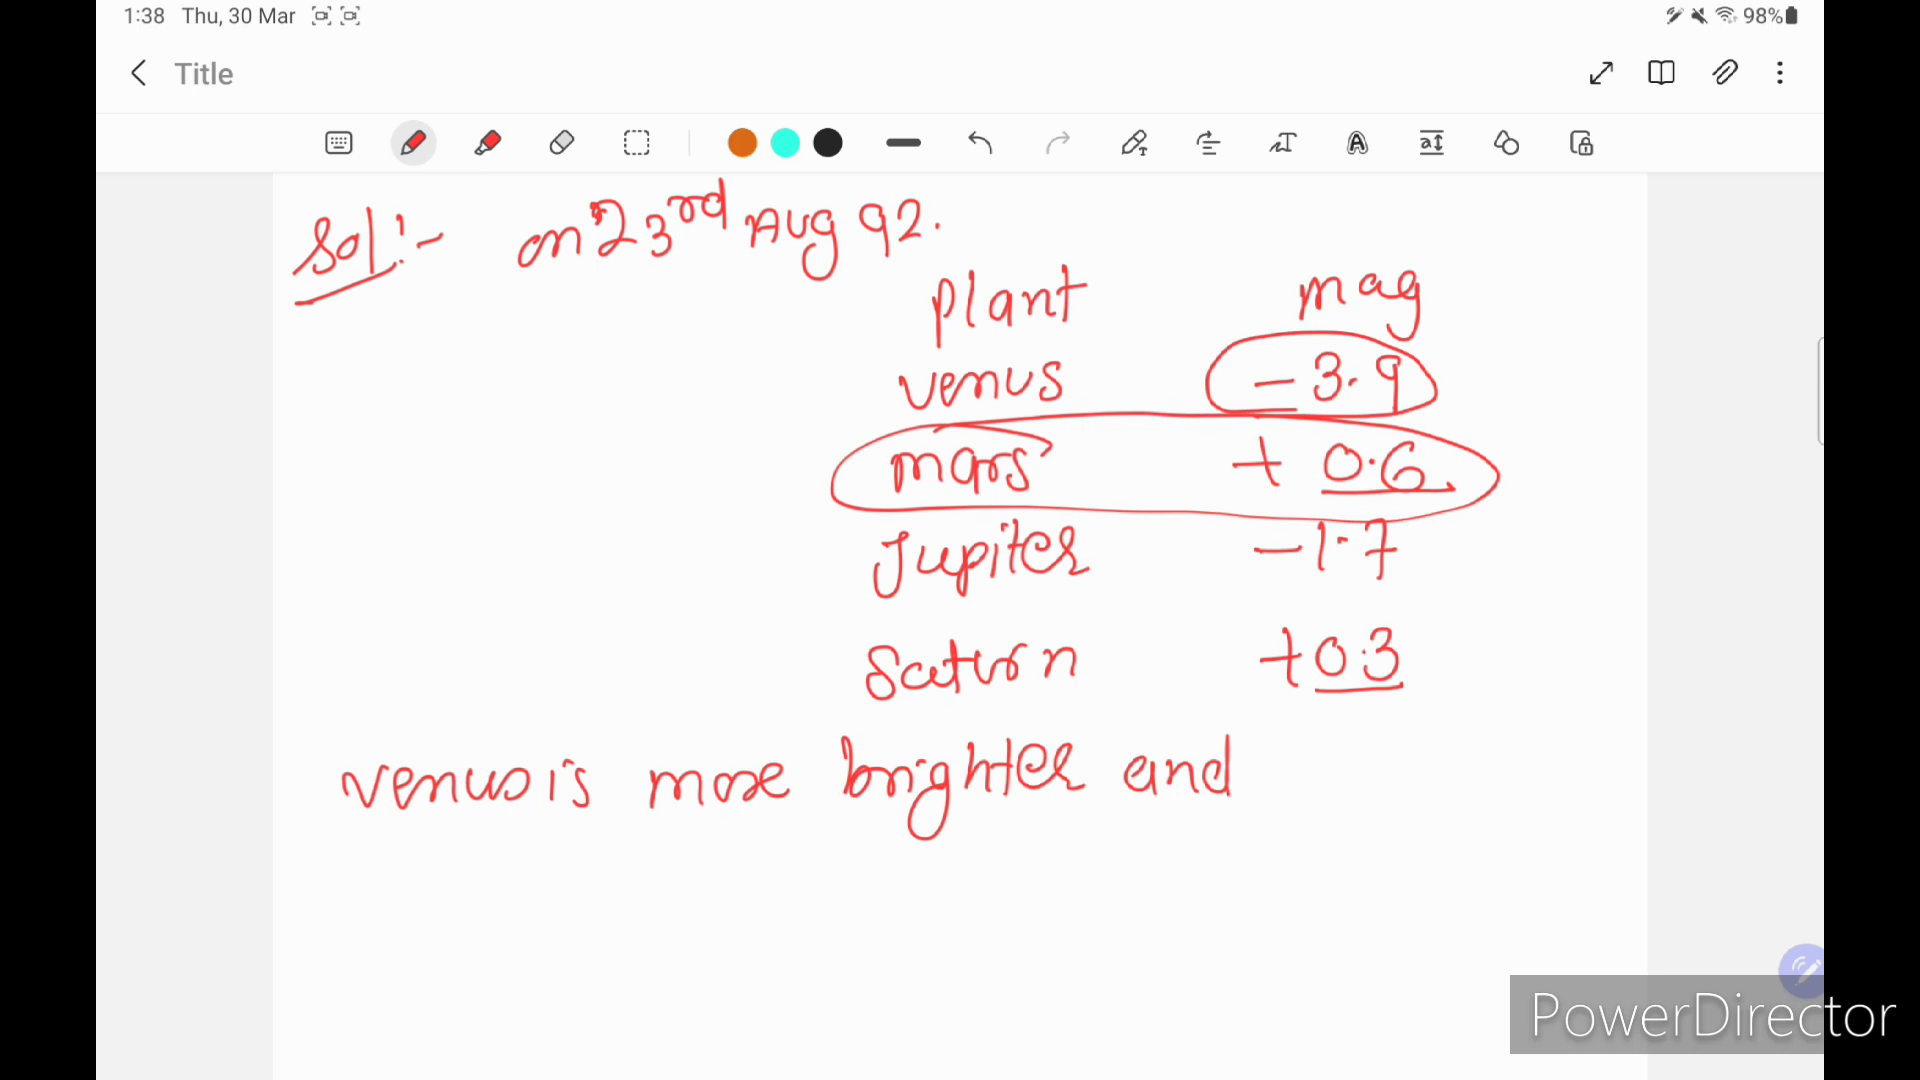 1:38 Thu, 30 Mar 98%
Title
Sol:- on 23rd Aug 92.
Plant mag
Venus - 3.9
mars + 0.6
Jupiter - 1.7
Saturn + 0.3
Venus is more brighter and
PowerDirector